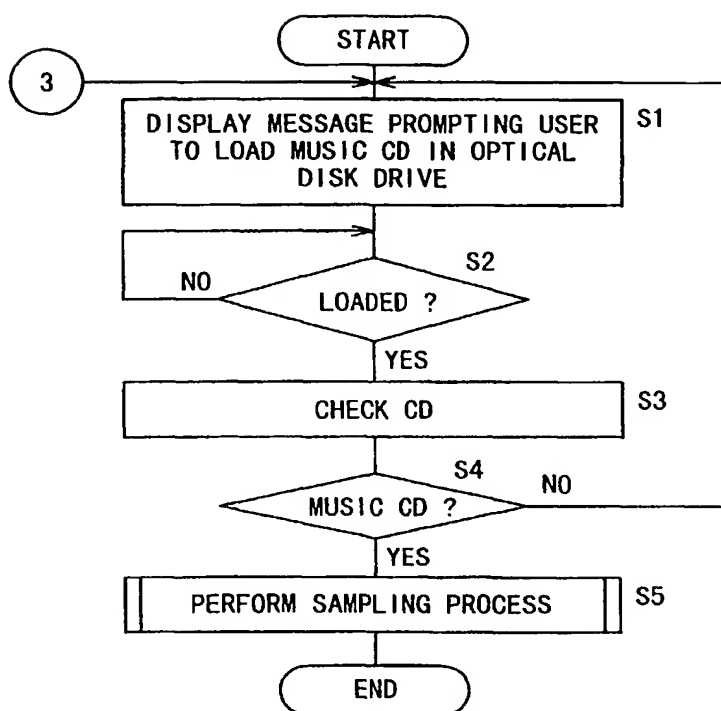 START
3
DISPLAY MESSAGE PROMPTING USER
TO LOAD MUSIC CD IN OPTICAL
DISK DRIVE
S1
S2
NO
LOADED ?
YES
CHECK CD
S3
S4
MUSIC CD ?
NO
YES
PERFORM SAMPLING PROCESS
S5
END